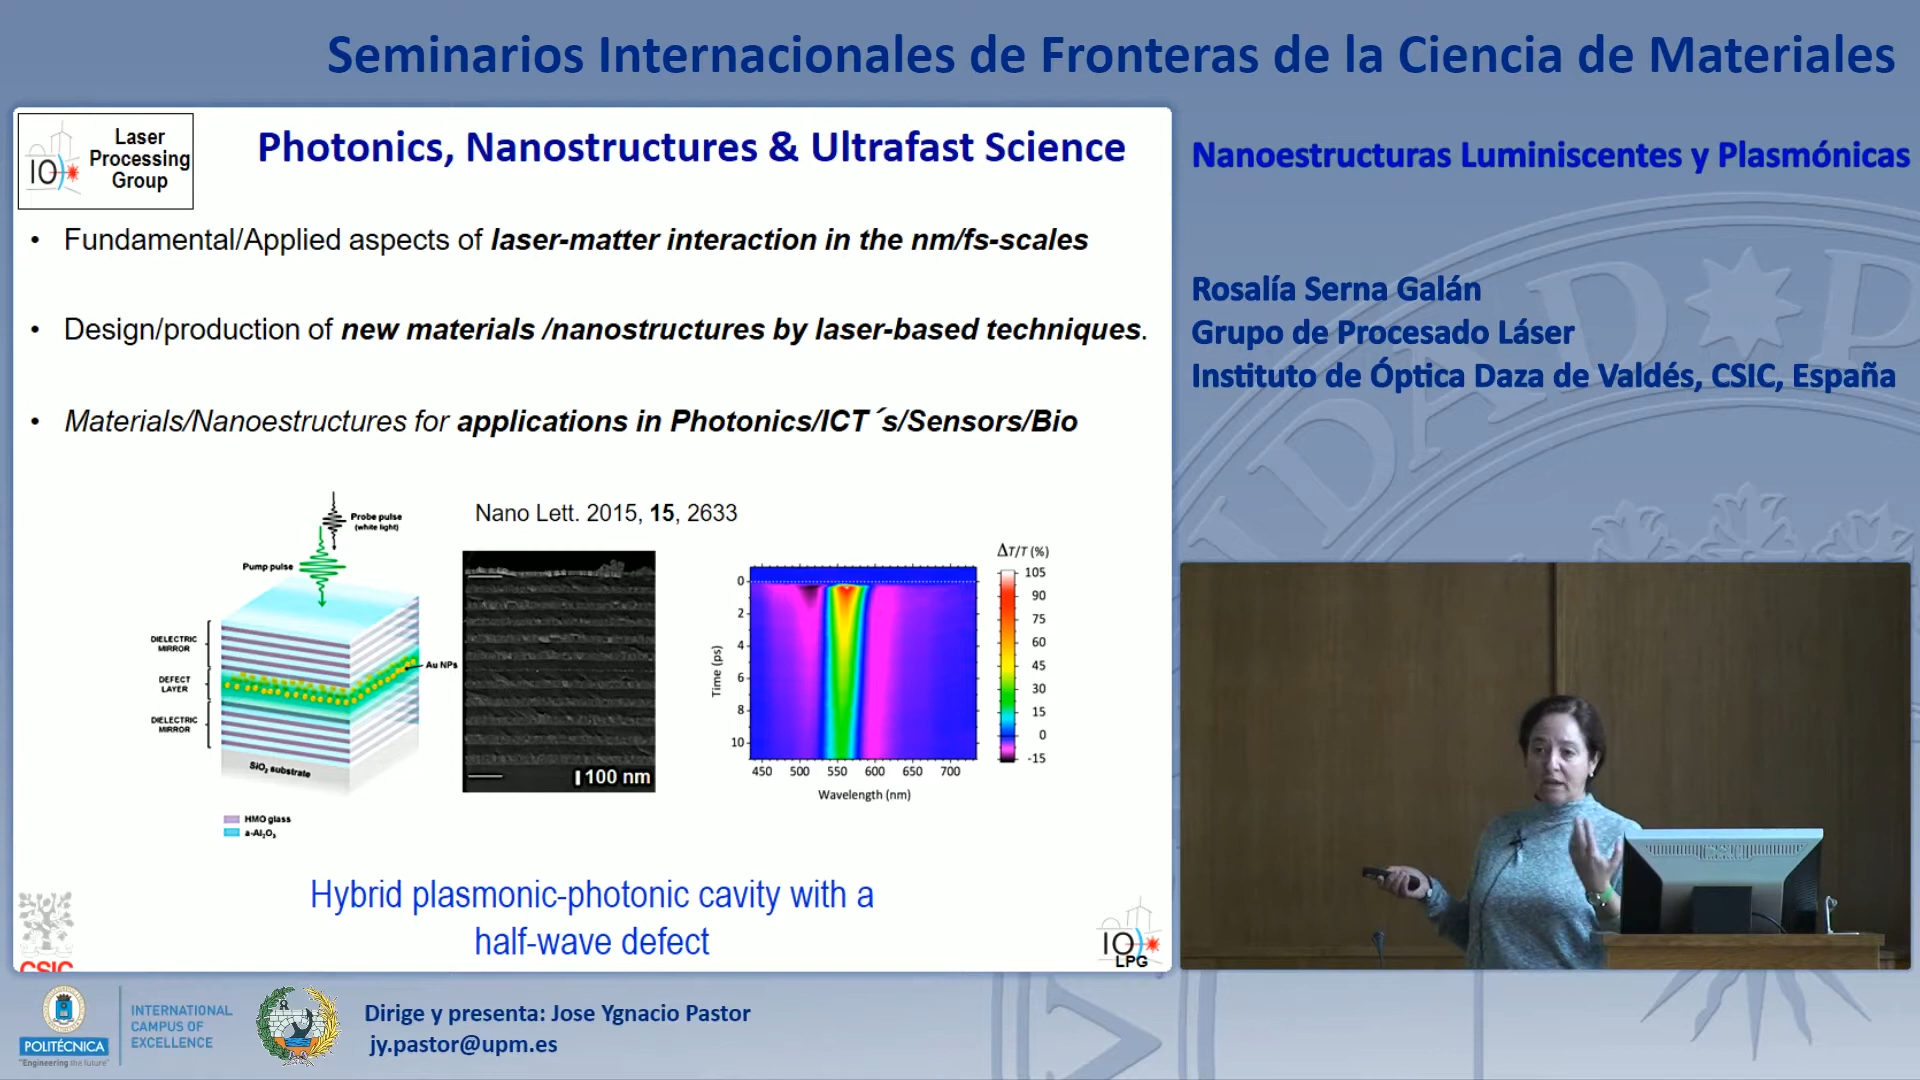 Seminarios Internacionales de Fronteras de la Ciencia de Materiales
Laser
Processing
Group
IO
Photonics, Nanostructures & Ultrafast Science
• Fundamental/Applied aspects of laser-matter interaction in the nm/fs-scales
• Design/production of new materials /nanostructures by laser-based techniques.
• Materials/Nanoestructures for applications in Photonics/ICT´s/Sensors/Bio
Probe pulse
(white light)
Pump pulse
DIELECTRIC
MIRROR
DEFECT
LAYER
DIELECTRIC
MIRROR
Au NPs
SiO₂ substrate
HMO glass
a-Al₂O₃
Nano Lett. 2015, 15, 2633
100 nm
ΔT/T (%)
105
90
75
60
45
30
15
0
-15
Time (ps)
0
2
4
6
8
10
450 500 550 600 650 700
Wavelength (nm)
Hybrid plasmonic-photonic cavity with a
half-wave defect
CSIC
IO
LPG
Nanoestructuras Luminiscentes y Plasmónicas
Rosalía Serna Galán
Grupo de Procesado Láser
Instituto de Óptica Daza de Valdés, CSIC, España
POLITÉCNICA
"Engineering the future"
INTERNATIONAL
CAMPUS OF
EXCELLENCE
Dirige y presenta: Jose Ygnacio Pastor
jy.pastor@upm.es